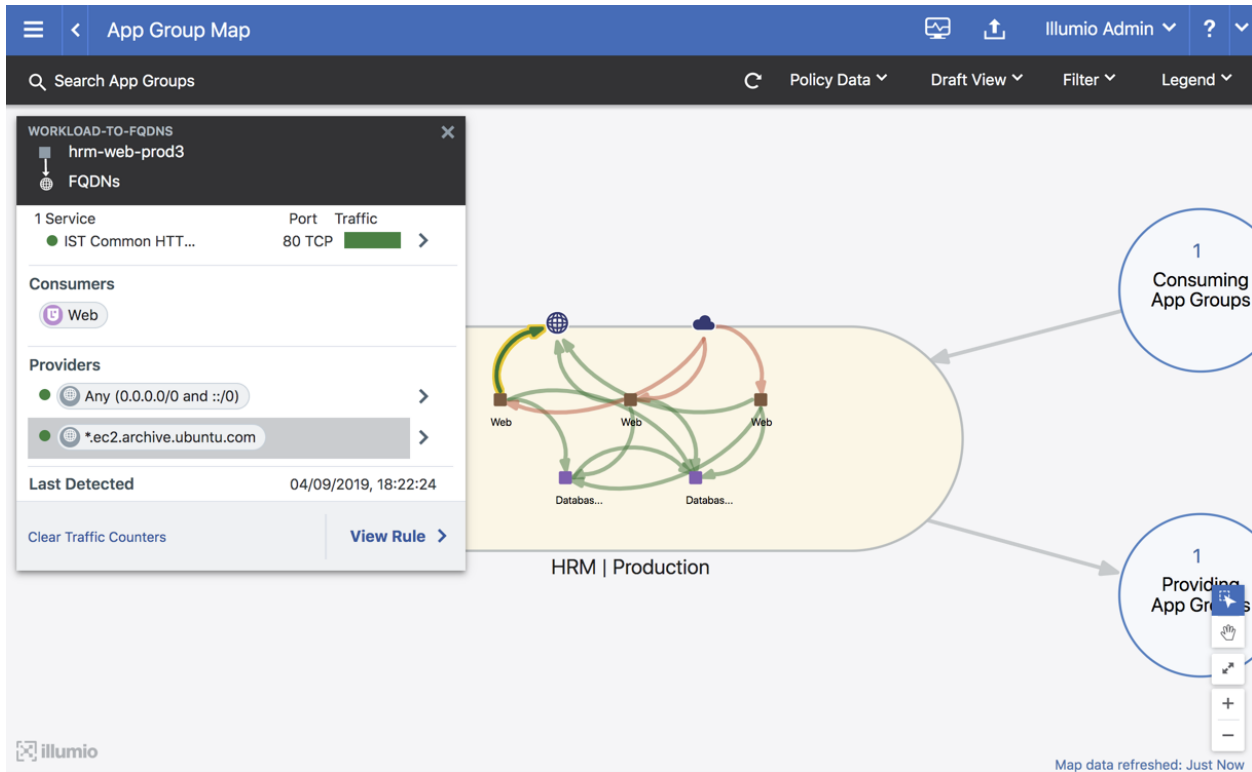 App Group Map
Illumio Admin
?
Search App Groups
Policy Data
Draft View
Filter
Legend
WORKLOAD-TO-FQDNS
hrm-web-prod3
FQDNs
1 Service Port Traffic
IST Common HTT... 80 TCP
Consumers
Web
Providers
Any (0.0.0.0/0 and ::/0)
*.ec2.archive.ubuntu.com
Last Detected 04/09/2019, 18:22:24
Clear Traffic Counters
View Rule
Web
Web
Web
Databas...
Databas...
HRM | Production
1
Consuming
App Groups
1
Providing
App Gr s
illumio
Map data refreshed: Just Now